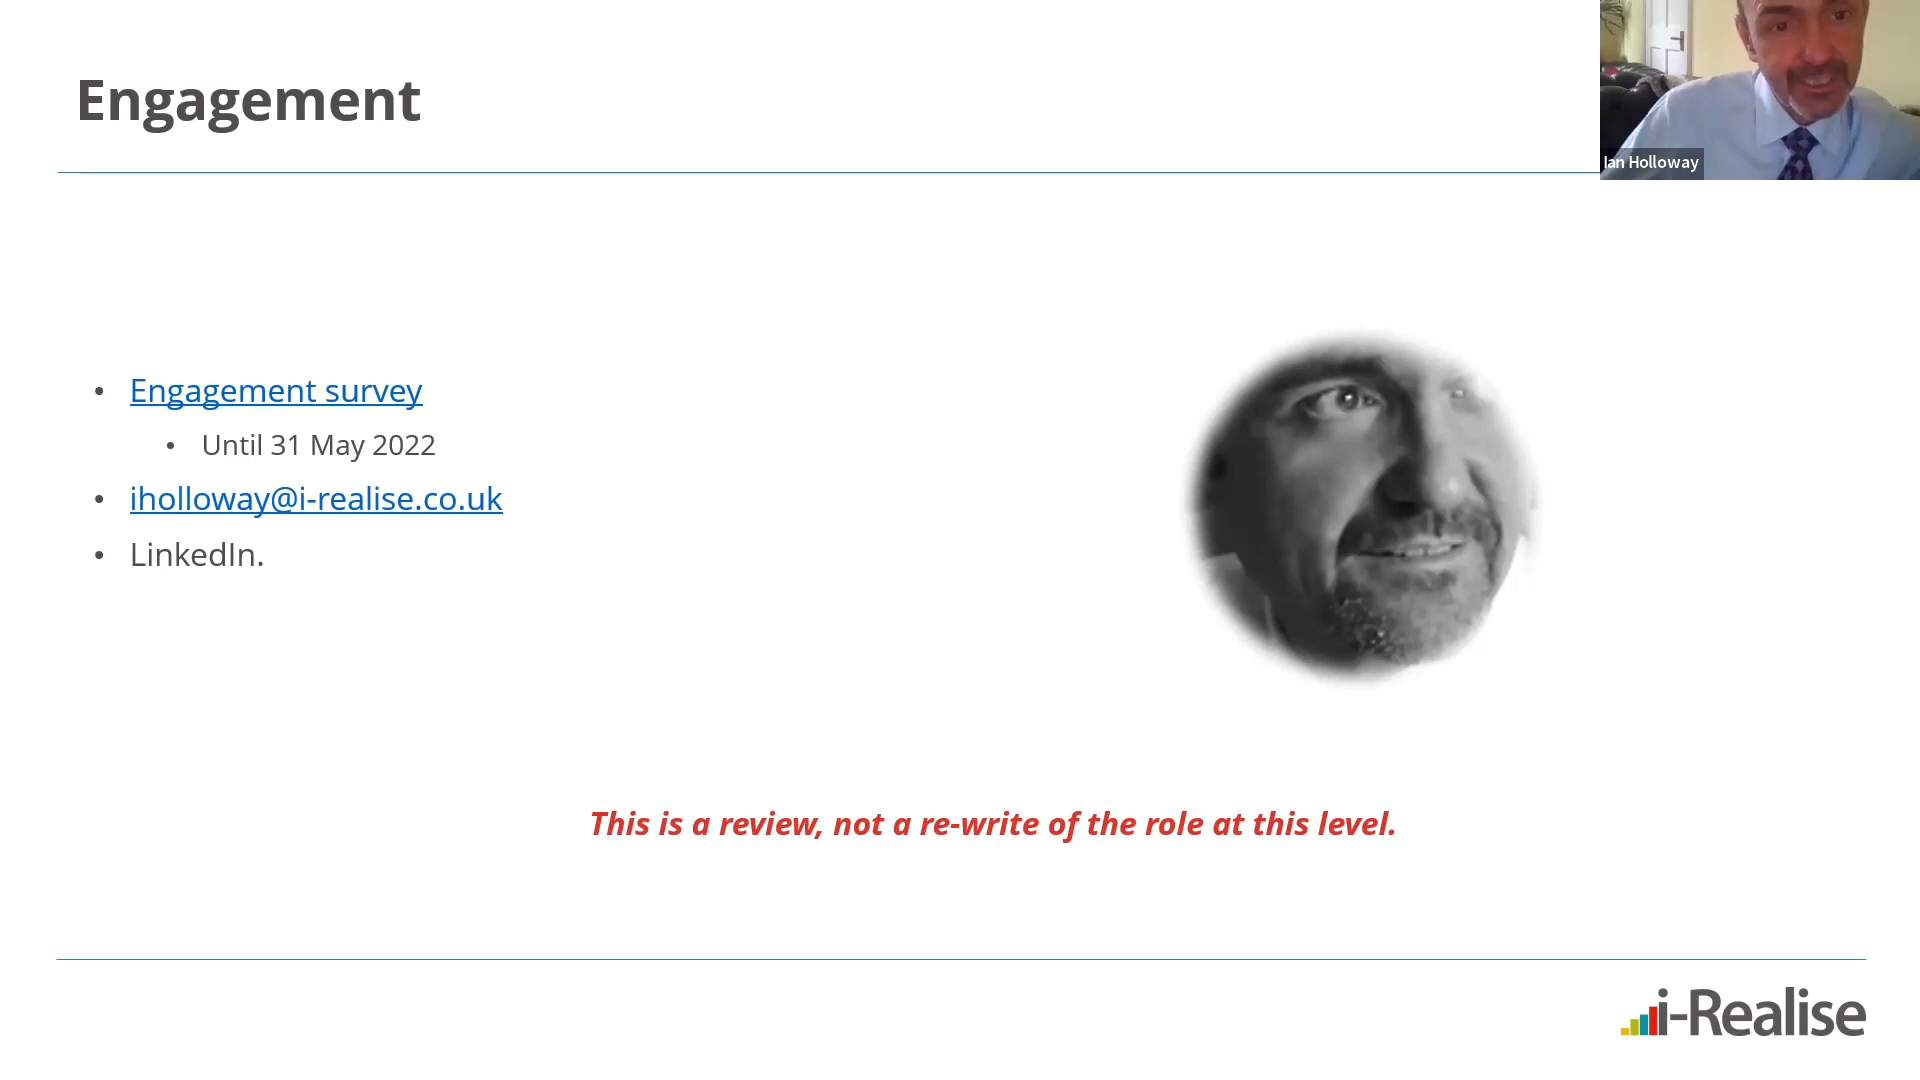 Engagement
Ian Holloway
• Engagement survey
• Until 31 May 2022
• iholloway@i-realise.co.uk
• LinkedIn.
This is a review, not a re-write of the role at this level.
i-Realise